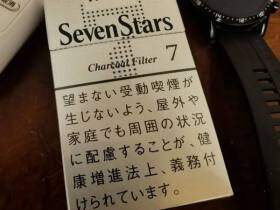 Seven Stars
Charcoal Filter 7
望まない受動喫煙が
生じないよう、屋外や
家庭でも周囲の状況
に配慮することが、健
康増進法上、義務付
けられています。